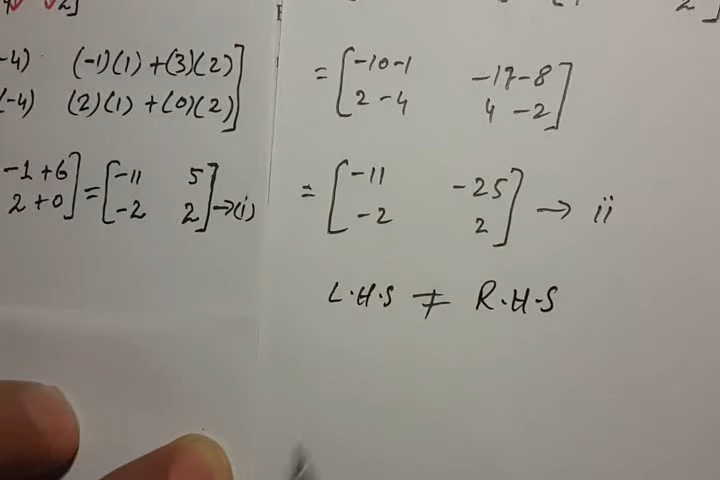 2]
-4) (-1)(1) + (3)(2)]
(-4) (2)(1) + (0)(2)]
-1 + 6] = [-11 5]
2 + 0] [-2 2] → (i)
= [-10 - 1 -17 - 8]
[2 - 4 4 - 2]
= [-11 -25]
[-2 2] → ii
L.H.S ≠ R.H.S